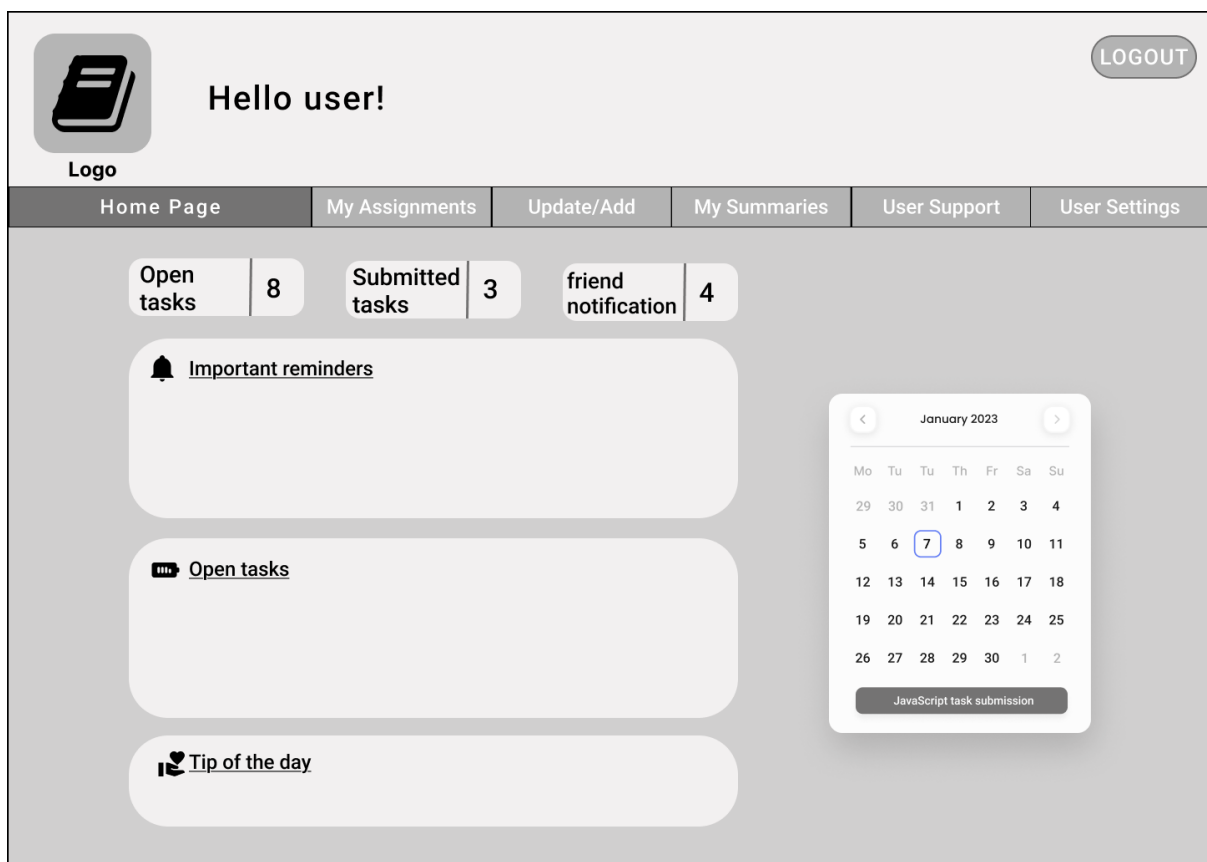 LOGOUT
Hello user!
Logo
Home Page My Assignments Update/Add My Summaries User Support User Settings
Open
tasks
8
Submitted
tasks
3
friend
notification
4
Important reminders
Open tasks
Tip of the day
January 2023
Mo Tu Tu Th Fr Sa Su
29 30 31 1 2 3 4
5 6 7 8 9 10 11
12 13 14 15 16 17 18
19 20 21 22 23 24 25
26 27 28 29 30 1 2
JavaScript task submission